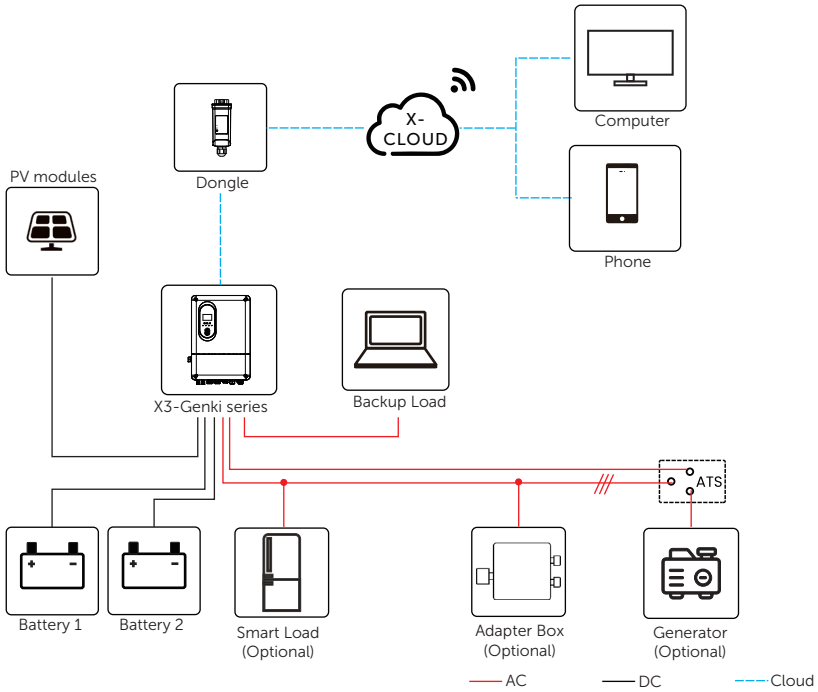 X-
CLOUD
Computer
Dongle
PV modules
Phone
X3-Genki series
Backup Load
ATS
+ -
+ -
Battery 1
Battery 2
Smart Load
(Optional)
Adapter Box
(Optional)
Generator
(Optional)
AC
DC
Cloud